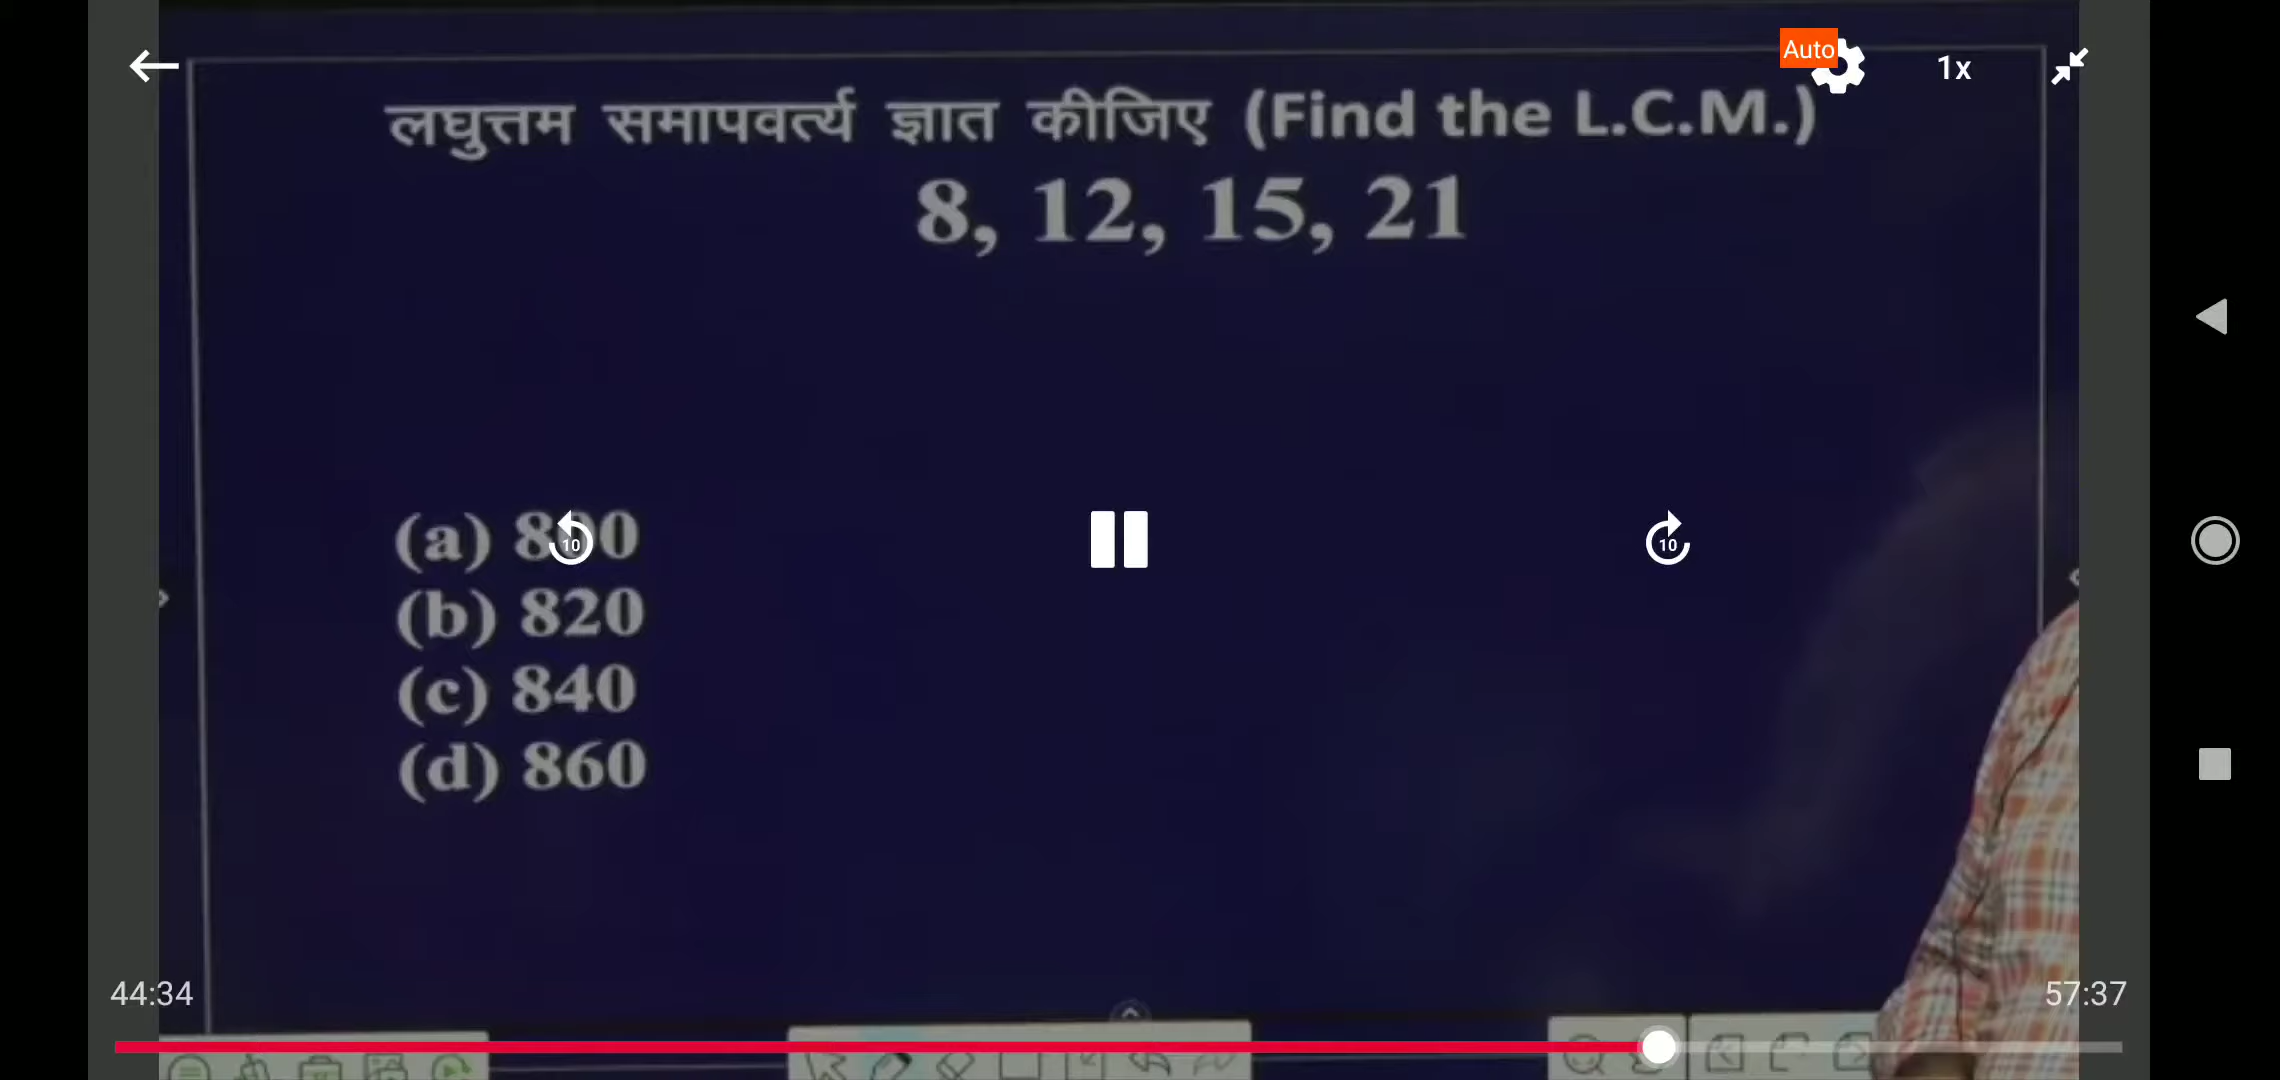 Auto
1x
लघुत्तम समापवर्त्य ज्ञात कीजिए (Find the L.C.M.)
8, 12, 15, 21
(a) 800
10
10
(b) 820
(c) 840
(d) 860
44:34
57:37